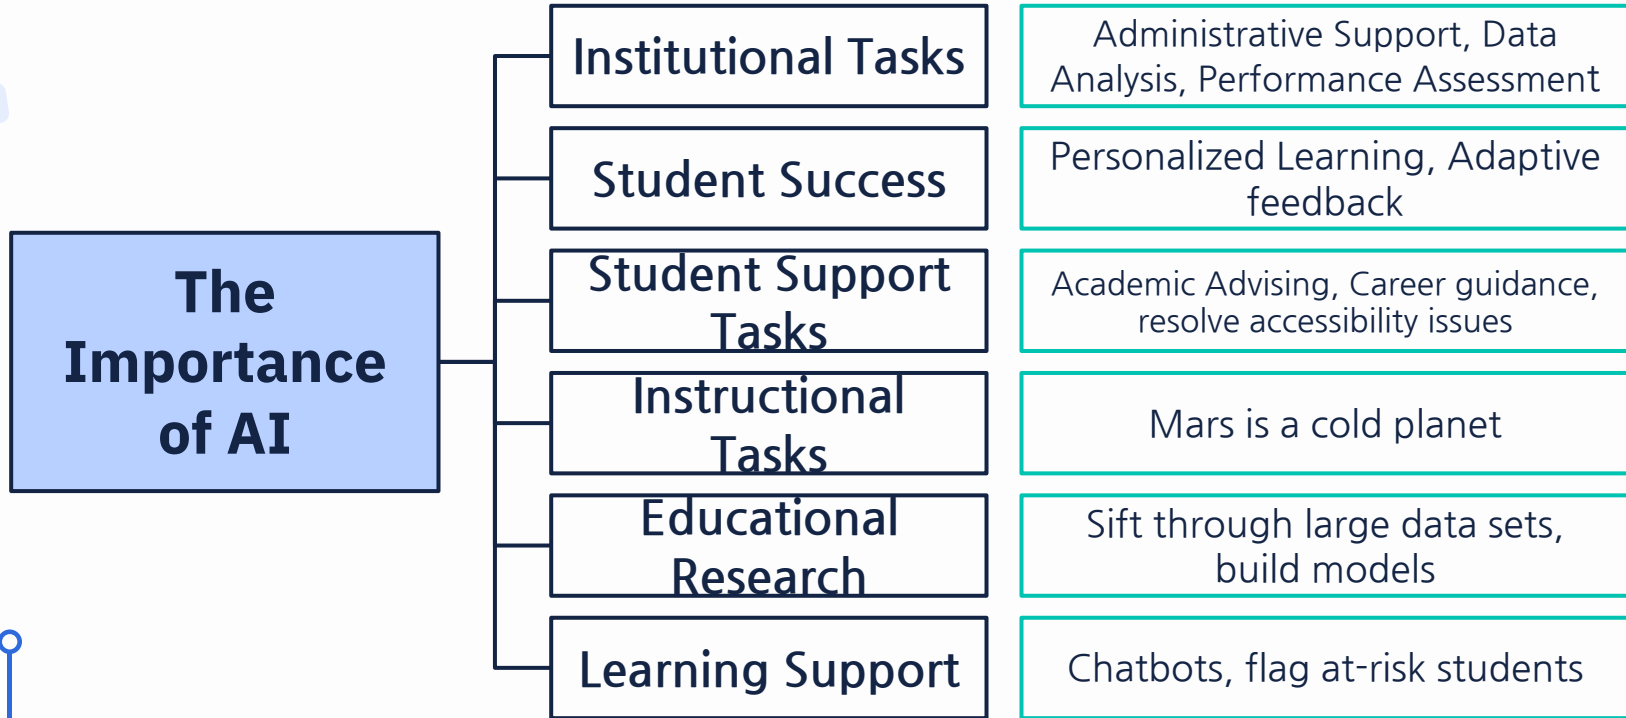 The
Importance
of AI
Institutional Tasks
Administrative Support, Data
Analysis, Performance Assessment
Student Success
Personalized Learning, Adaptive
feedback
Student Support
Tasks
Academic Advising, Career guidance,
resolve accessibility issues
Instructional
Tasks
Mars is a cold planet
Educational
Research
Sift through large data sets,
build models
Learning Support
Chatbots, flag at-risk students